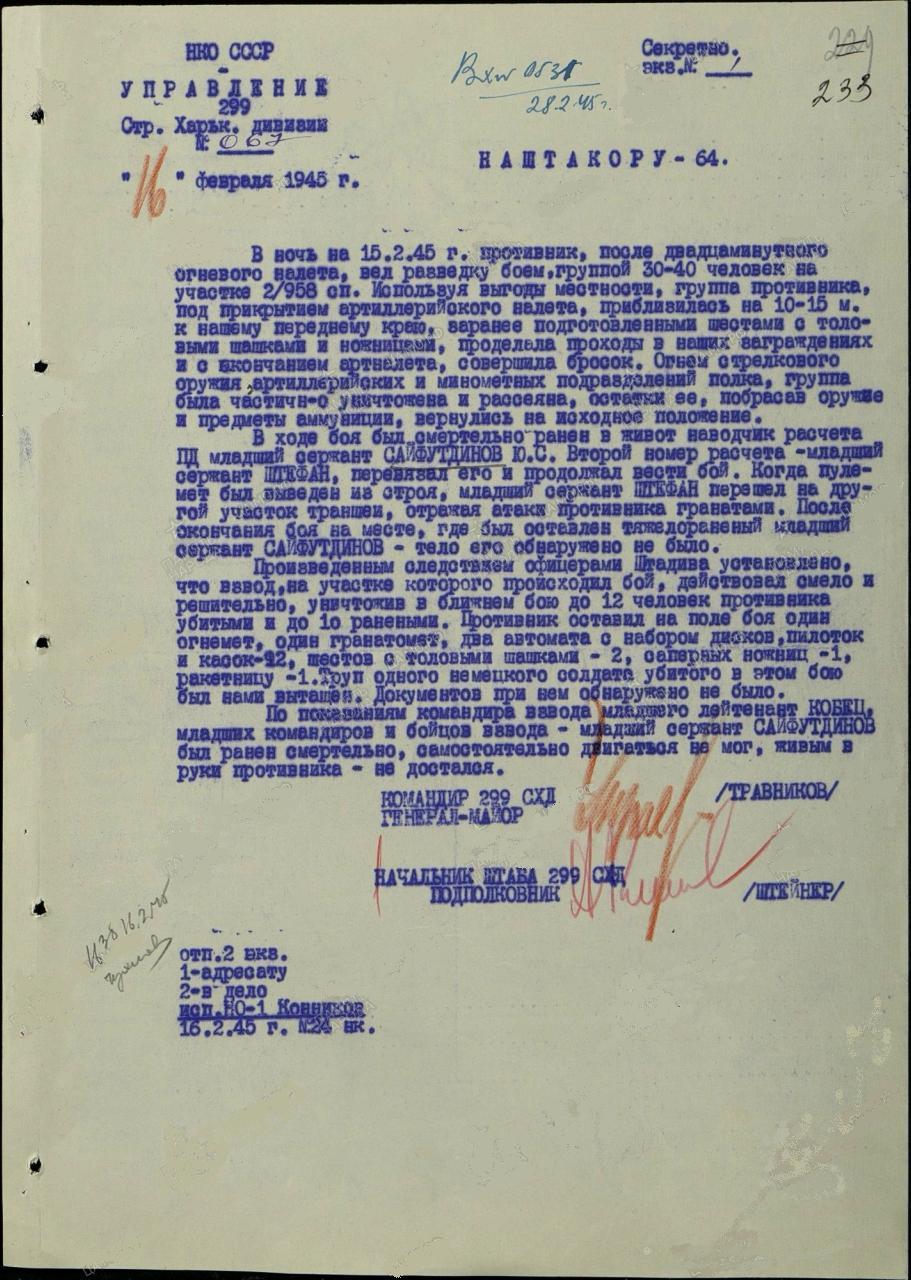 НКО СССР
УПРАВЛЕНИЕ
299
Стр. Харьк. дивизии
№ 067
"16" февраля 1945 г.
Вх№ 0531
28.2.45г.
Секретно.
экз.№ 1
229
233
НАШТАКОРУ - 64.
В ночь на 15.2.45 г. противник, после двадцаминутного
огневого налета, вел разведку боем,группой 30-40 человек на
участке 2/958 сп. Используя выгоды местности, группа противника,
под прикрытием артиллерийского налета, приблизилась на 10-15 м.
к нашему переднему краю, заранее подготовленными шестами с толо-
выми шашками и ножницами, проделала проходы в наших заграждениях
и с окончанием артналета, совершила бросок. Огнем стрелкового
оружия,артиллерийских и минометных подразделений полка, группа
была частичн-о уничтожена и рассеяна, остатки ее, побрасав оружие
и предметы аммуниции, вернулись на исходное положение.
В ходе боя был смертельно ранен в живот наводчик расчета
ПД младший сержант САЙФУТДИНОВ Ю.С. Второй номер расчета -младший
сержант ШТЕФАН, перевязал его и продолжал вести бой. Когда пуле-
мет был выведен из строя, младший сержант ШТЕФАН перешел на дру-
гой участок траншеи, отражая атаки противника гранатами. После
окончания боя на месте, где был оставлен тяжелораненый младший
сержант САЙФУТДИНОВ - тело его обнаружено не было.
Произведенным следствием офицерами Штадива установлено,
что взвод,на участке которого происходил бой, действовал смело и
решительно, уничтожив в ближнем бою до 12 человек противника
убитыми и до 10 ранеными. Противник оставил на поле боя один
огнемет, один гранатомет, два автомата с набором дисков,пилоток
и касок-22, шестов с толовыми шашками - 2, саперных ножниц -1,
ракетницу -1.Труп одного немецкого солдата убитого в этом бою
был нами вытащен. Документов при нем обнаружено не было.
По показаниям командира взвода младшего лейтенант КОБЕЦ,
младших командиров и бойцов взвода - младший сержант САЙФУТДИНОВ
был ранен смертельно, самостоятельно двигаться не мог, живым в
руки противника - не достался.
КОМАНДИР 299 СХД
ГЕНЕРАЛ-МАЙОР
/ТРАВНИКОВ/
НАЧАЛЬНИК ШТАБА 299 СХД
ПОДПОЛКОВНИК
/ШТЕЙНЕР/
16.2.45
отп.2 экз.
1-адресату
2-в дело
исп.НО-1 Конников
16.2.45 г. №24 нк.